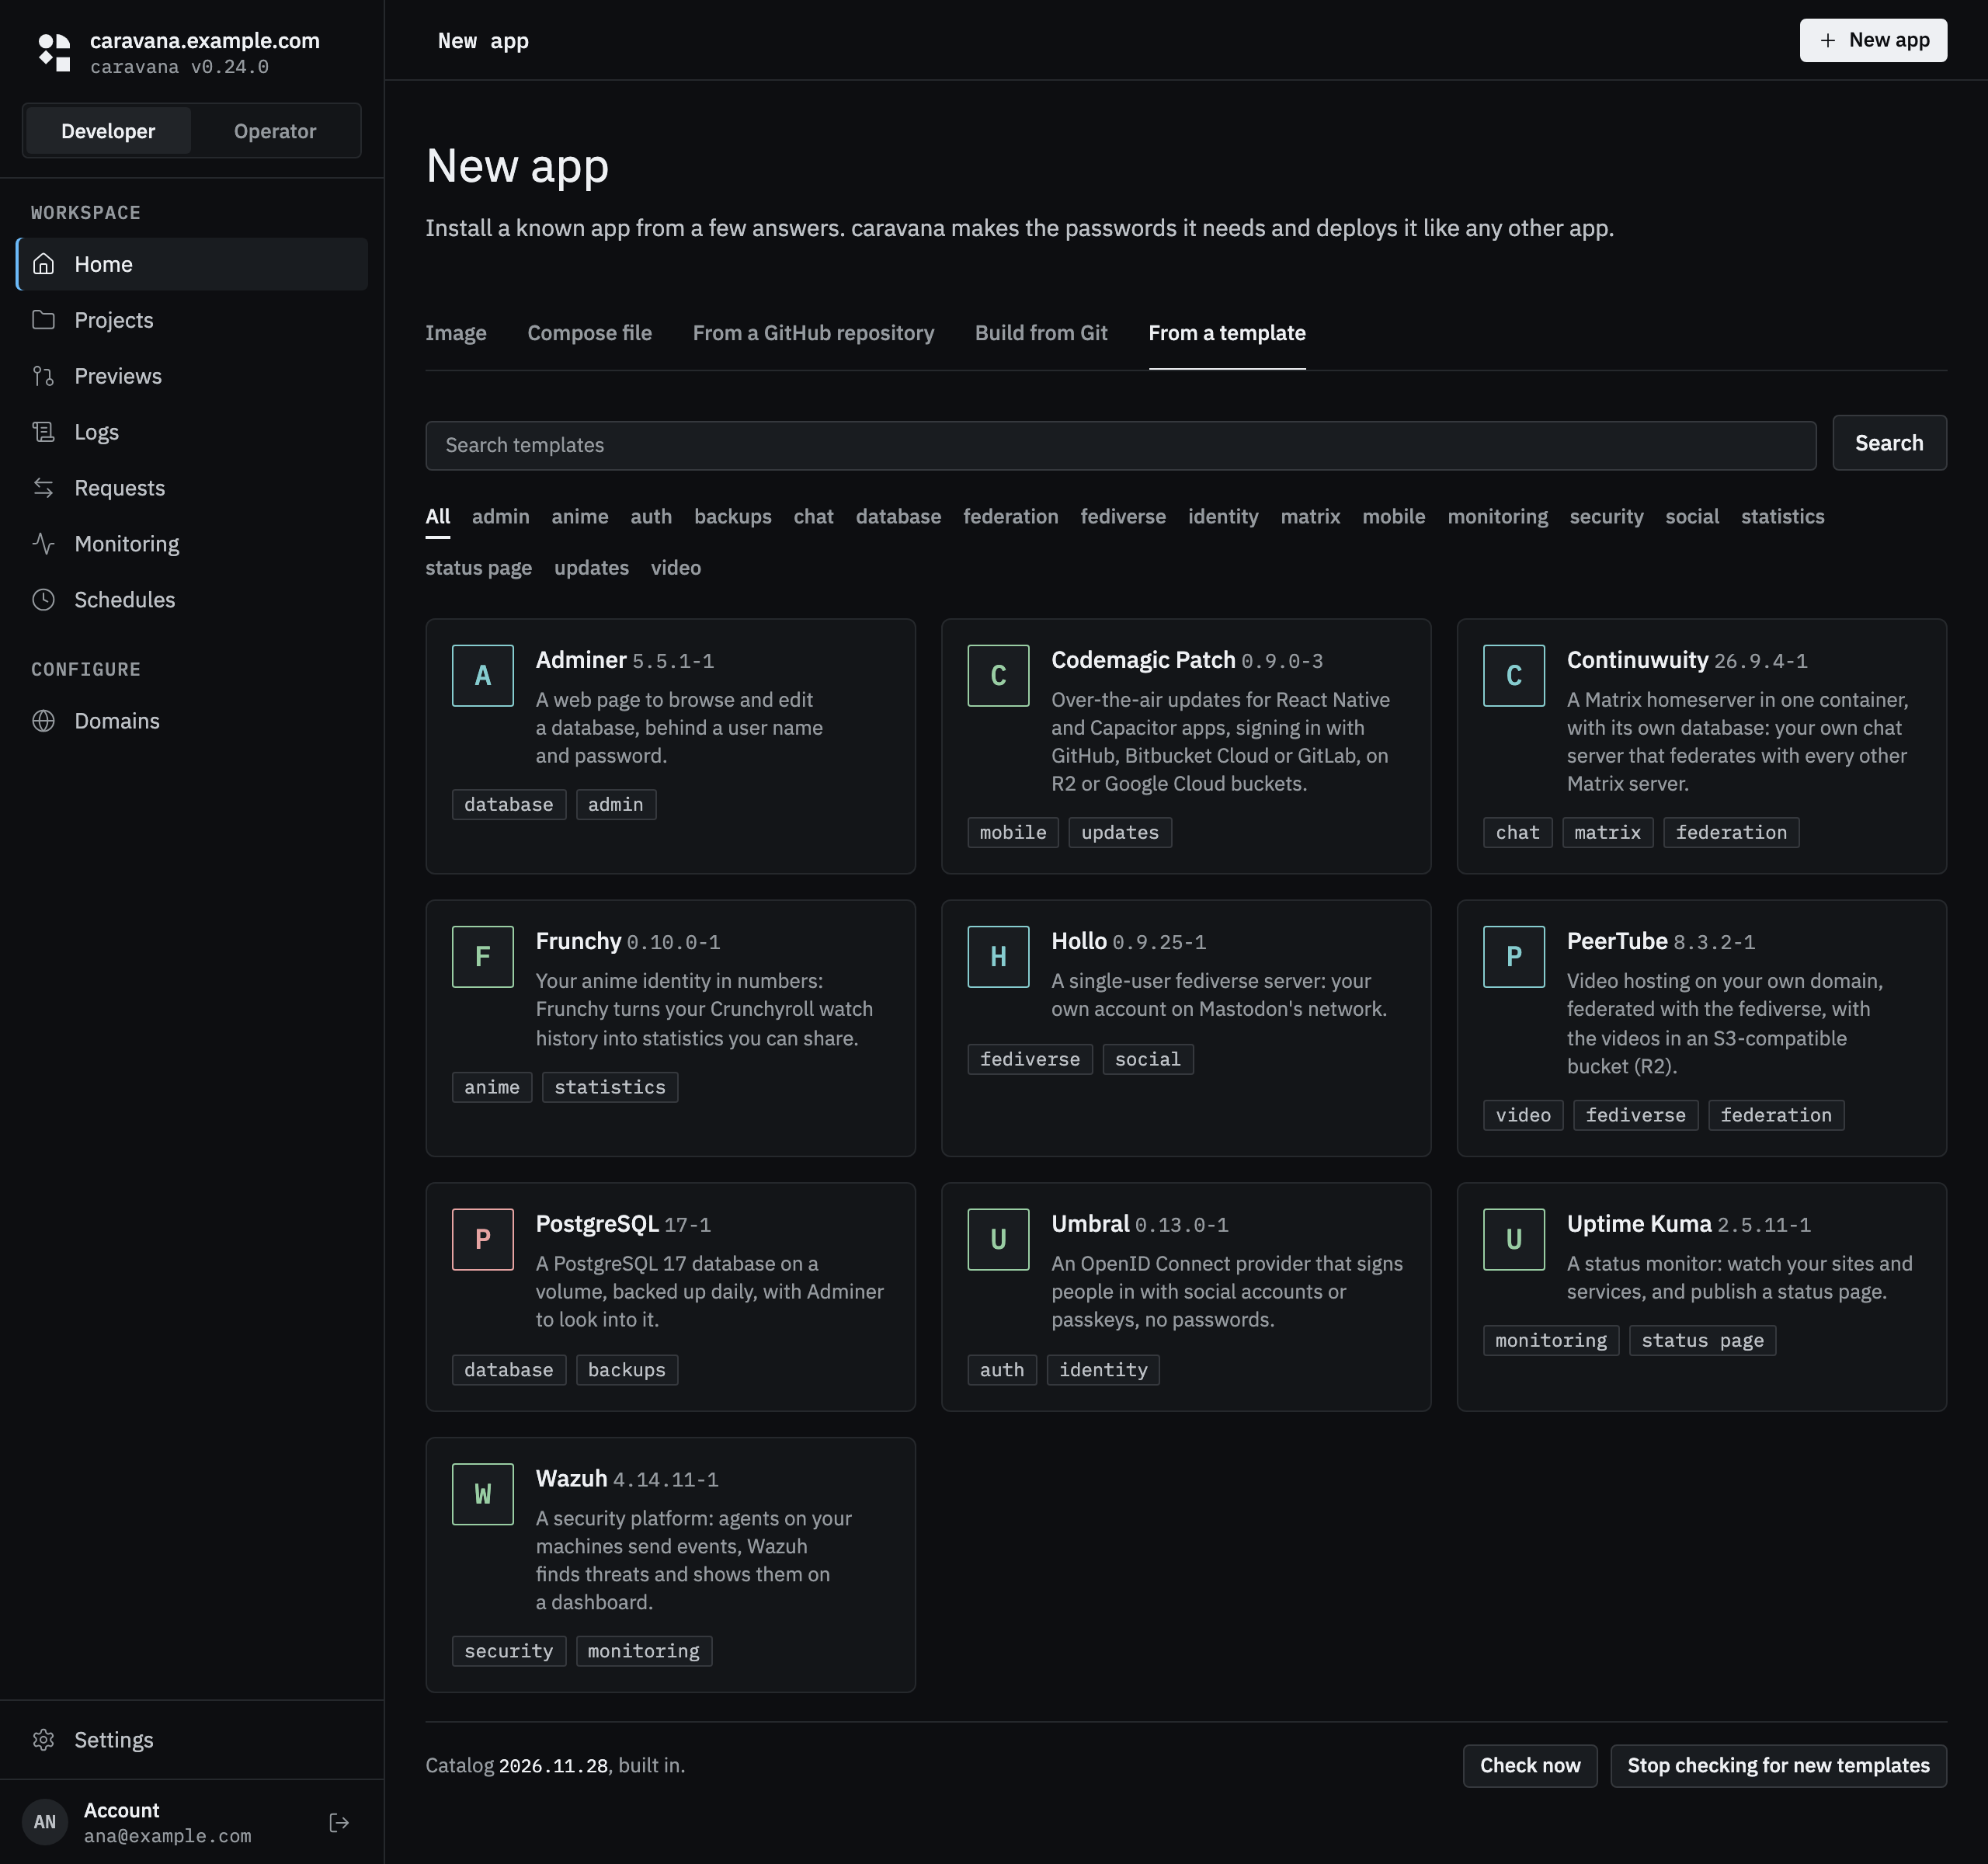 caravana.example.com
caravana v0.24.0
Developer
Operator
WORKSPACE
Home
Projects
Previews
Logs
Requests
Monitoring
Schedules
CONFIGURE
Domains
Settings
AN
Account
ana@example.com
New app
+ New app
New app
Install a known app from a few answers. caravana makes the passwords it needs and deploys it like any other app.
Image
Compose file
From a GitHub repository
Build from Git
From a template
Search templates
Search
All admin anime auth backups chat database federation fediverse identity matrix mobile monitoring security social statistics
status page updates video
A
Adminer 5.5.1-1
A web page to browse and edit
a database, behind a user name
and password.
database admin
C
Codemagic Patch 0.9.0-3
Over-the-air updates for React Native
and Capacitor apps, signing in with
GitHub, Bitbucket Cloud or GitLab, on
R2 or Google Cloud buckets.
mobile updates
C
Continuwuity 26.9.4-1
A Matrix homeserver in one container,
with its own database: your own chat
server that federates with every other
Matrix server.
chat matrix federation
F
Frunchy 0.10.0-1
Your anime identity in numbers:
Frunchy turns your Crunchyroll watch
history into statistics you can share.
anime statistics
H
Hollo 0.9.25-1
A single-user fediverse server: your
own account on Mastodon's network.
fediverse social
P
PeerTube 8.3.2-1
Video hosting on your own domain,
federated with the fediverse, with
the videos in an S3-compatible
bucket (R2).
video fediverse federation
P
PostgreSQL 17-1
A PostgreSQL 17 database on a
volume, backed up daily, with Adminer
to look into it.
database backups
U
Umbral 0.13.0-1
An OpenID Connect provider that signs
people in with social accounts or
passkeys, no passwords.
auth identity
U
Uptime Kuma 2.5.11-1
A status monitor: watch your sites and
services, and publish a status page.
monitoring status page
W
Wazuh 4.14.11-1
A security platform: agents on your
machines send events, Wazuh
finds threats and shows them on
a dashboard.
security monitoring
Catalog 2026.11.28, built in.
Check now
Stop checking for new templates